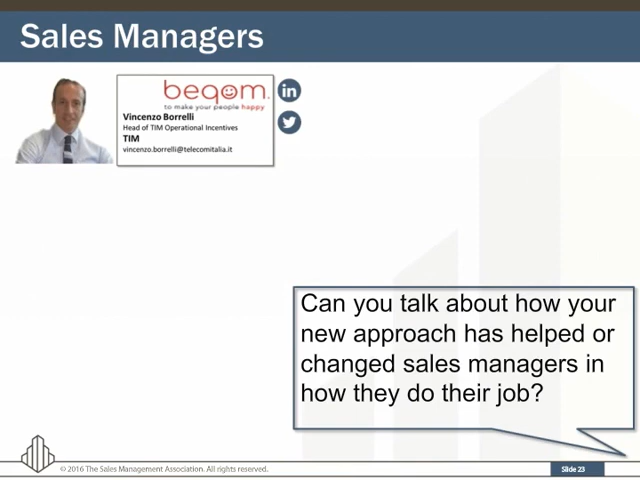 Sales Managers
beqom.
to make your people happy
Vincenzo Borrelli
Head of TIM Operational Incentives
TIM
vincenzo.borrelli@telecomitalia.it
in
Can you talk about how your
new approach has helped or
changed sales managers in
how they do their job?
© 2016 The Sales Management Association. All rights reserved.
Slide 23